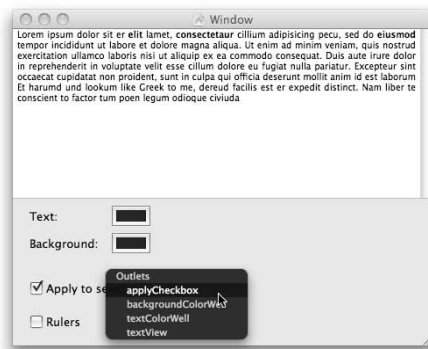 Window
Lorem ipsum dolor sit er elit lamet, consectetaur cillium adipisicing pecu, sed do eiusmod
tempor incididunt ut labore et dolore magna aliqua. Ut enim ad minim veniam, quis nostrud
exercitation ullamco laboris nisi ut aliquip ex ea commodo consequat. Duis aute irure dolor
in reprehenderit in voluptate velit esse cillum dolore eu fugiat nulla pariatur. Excepteur sint
occaecat cupidatat non proident, sunt in culpa qui officia deserunt mollit anim id est laborum
Et harumd und lookum like Greek to me, dereud facilis est er expedit distinct. Nam liber te
conscient to factor tum poen legum odioque civiuda
Text:
Background:
Outlets
Apply to se
applyCheckbox
backgroundColorWell
textColorWell
Rulers
textView